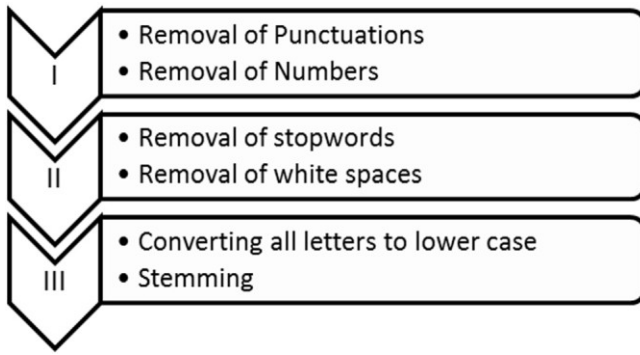 I
• Removal of Punctuations
• Removal of Numbers
II
• Removal of stopwords
• Removal of white spaces
III
• Converting all letters to lower case
• Stemming